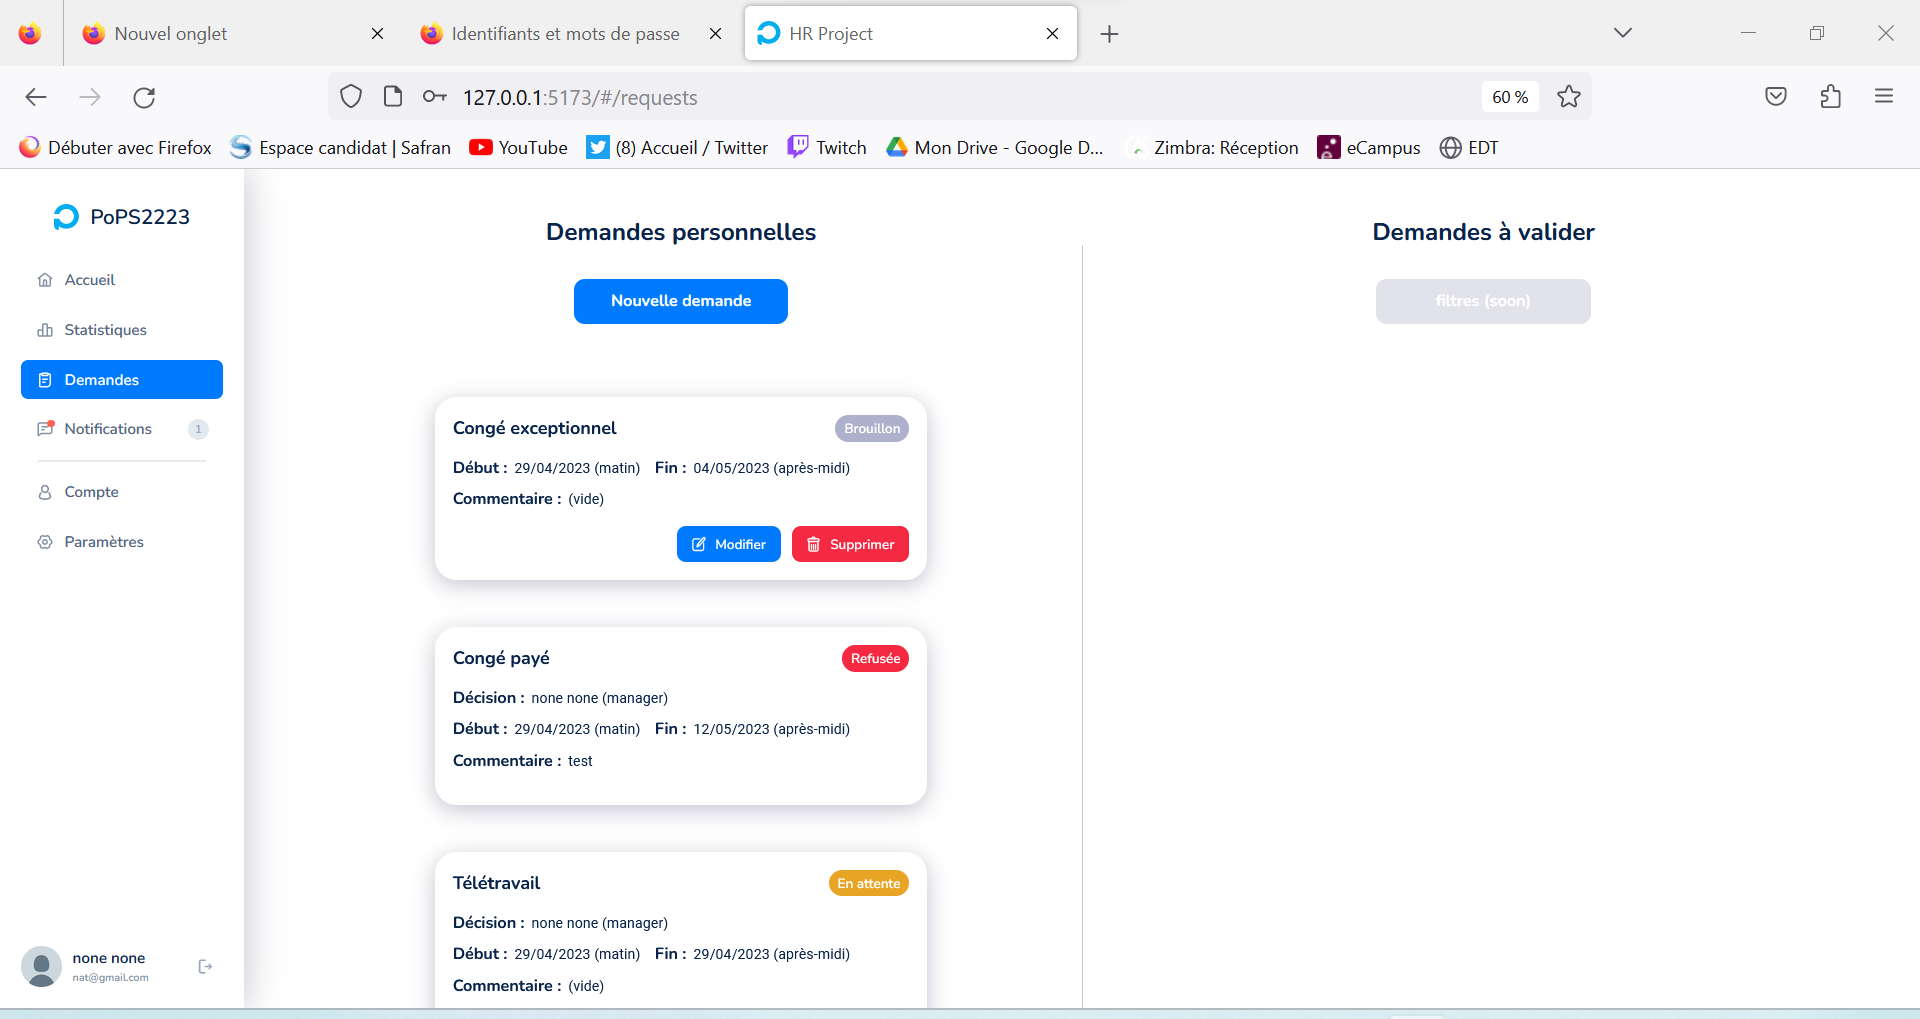 Nouvel onglet
Identifiants et mots de passe
HR Project
127.0.0.1:5173/#/requests
60 %
Débuter avec Firefox
Espace candidat | Safran
YouTube
(8) Accueil / Twitter
Twitch
Mon Drive - Google D...
Zimbra: Réception
eCampus
EDT
PoPS2223
Accueil
Statistiques
Demandes
Notifications 1
Compte
Paramètres
none none
nat@gmail.com
Demandes personnelles
Nouvelle demande
Congé exceptionnel Brouillon
Début : 29/04/2023 (matin) Fin : 04/05/2023 (après-midi)
Commentaire : (vide)
Modifier Supprimer
Congé payé Refusée
Décision : none none (manager)
Début : 29/04/2023 (matin) Fin : 12/05/2023 (après-midi)
Commentaire : test
Télétravail En attente
Décision : none none (manager)
Début : 29/04/2023 (matin) Fin : 29/04/2023 (après-midi)
Commentaire : (vide)
Demandes à valider
filtres (soon)